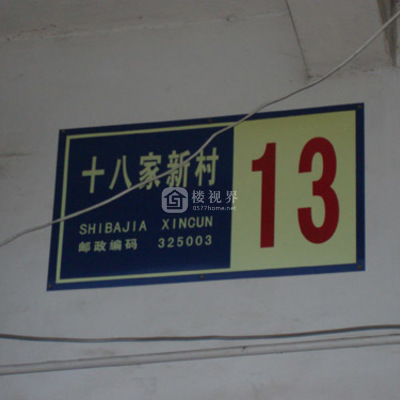 十八家新村
SHIBAJIA XINCUN
邮政编码 325003
13
楼视界
0577home.net